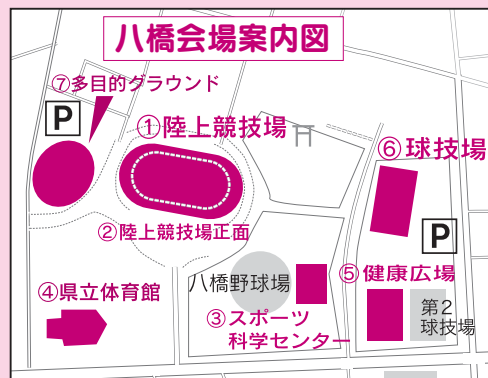 八橋会場案内図
⑦多目的グラウンド
P
①陸上競技場
⑥球技場
②陸上競技場正面
P
④県立体育館
八橋野球場
⑤健康広場
③スポーツ
科学センター
第2
球技場